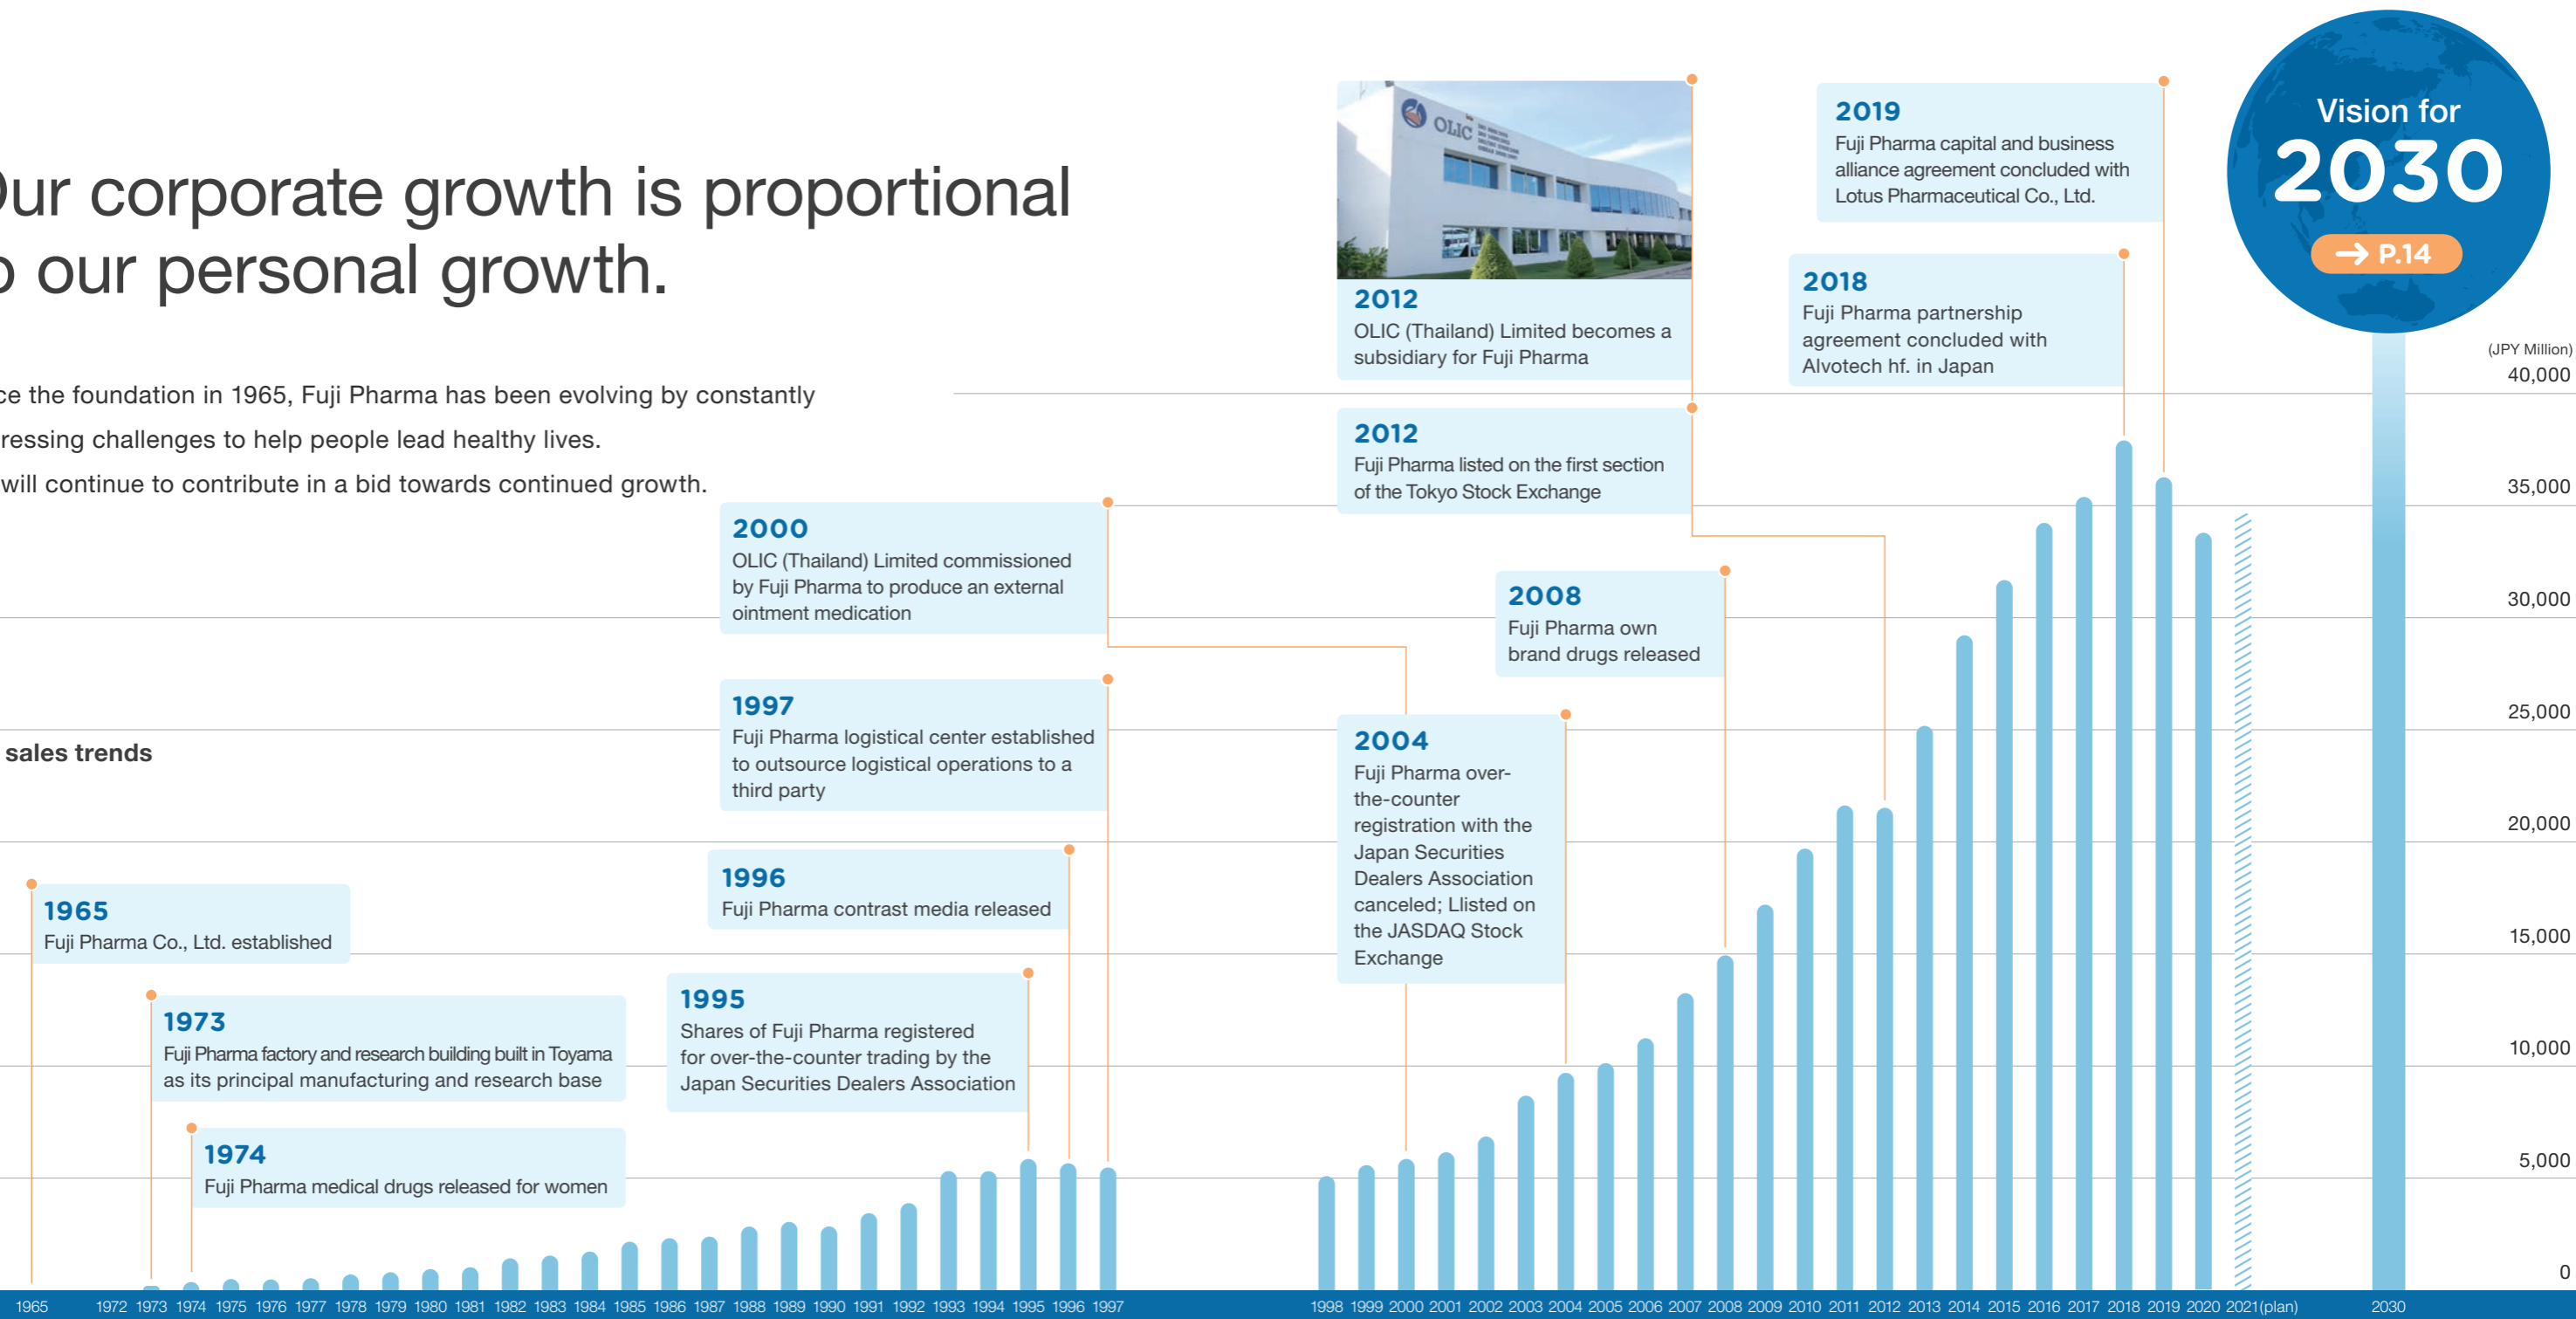 ur corporate growth is proportional
our personal growth.
ce the foundation in 1965, Fuji Pharma has been evolving by constantly
ressing challenges to help people lead healthy lives.
will continue to contribute in a bid towards continued growth.
sales trends
1965
Fuji Pharma Co., Ltd. established
1973
Fuji Pharma factory and research building built in Toyama
as its principal manufacturing and research base
1974
Fuji Pharma medical drugs released for women
1995
Shares of Fuji Pharma registered
for over-the-counter trading by the
Japan Securities Dealers Association
1996
Fuji Pharma contrast media released
1997
Fuji Pharma logistical center established
to outsource logistical operations to a
third party
2000
OLIC (Thailand) Limited commissioned
by Fuji Pharma to produce an external
ointment medication
OLIC
2012
OLIC (Thailand) Limited becomes a
subsidiary for Fuji Pharma
2012
Fuji Pharma listed on the first section
of the Tokyo Stock Exchange
2004
Fuji Pharma over-
the-counter
registration with the
Japan Securities
Dealers Association
canceled; Llisted on
the JASDAQ Stock
Exchange
2008
Fuji Pharma own
brand drugs released
2018
Fuji Pharma partnership
agreement concluded with
Alvotech hf. in Japan
2019
Fuji Pharma capital and business
alliance agreement concluded with
Lotus Pharmaceutical Co., Ltd.
Vision for
2030
→ P.14
(JPY Million)
40,000
35,000
30,000
25,000
20,000
15,000
10,000
5,000
0
1965 1972 1973 1974 1975 1976 1977 1978 1979 1980 1981 1982 1983 1984 1985 1986 1987 1988 1989 1990 1991 1992 1993 1994 1995 1996 1997 1998 1999 2000 2001 2002 2003 2004 2005 2006 2007 2008 2009 2010 2011 2012 2013 2014 2015 2016 2017 2018 2019 2020 2021(plan) 2030